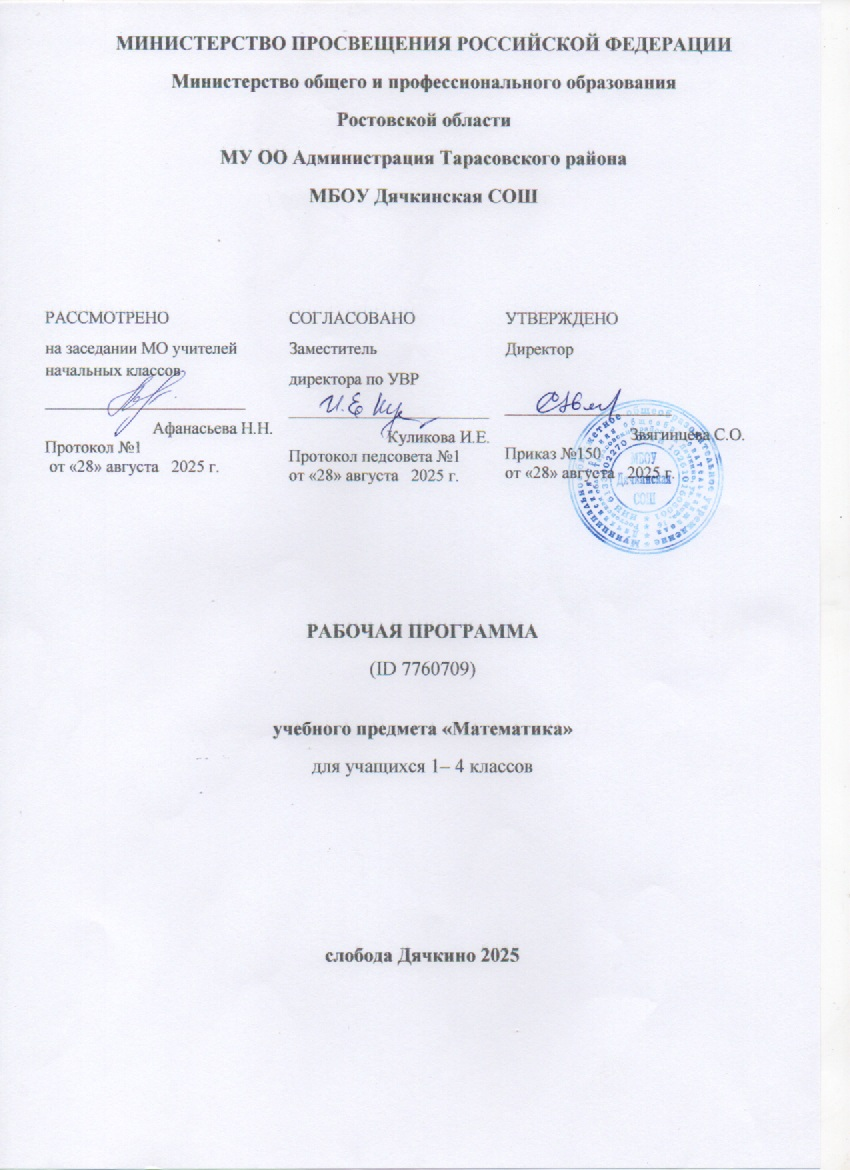 МИНИСТЕРСТВО ПРОСВЕЩЕНИЯ РОССИЙСКОЙ ФЕДЕРАЦИИ
Министерство общего и профессионального образования
Ростовской области
МУ ОО Администрация Тарасовского района
МБОУ Дячкинская СОШ
РАССМОТРЕНО
на заседании МО учителей
начальных классов
Афанасьева Н.Н.
Протокол №1
от «28» августа 2025 г.
СОГЛАСОВАНО
Заместитель
директора по УВР
Куликова И.Е.
Протокол педсовета №1
от «28» августа 2025 г.
УТВЕРЖДЕНО
Директор
Звягинцева С.О.
Приказ №150
от «28» августа 2025 г.
МБОУ
Дячкинская
СОШ
РАБОЧАЯ ПРОГРАММА
(ID 7760709)
учебного предмета «Математика»
для учащихся 1– 4 классов
слобода Дячкино 2025